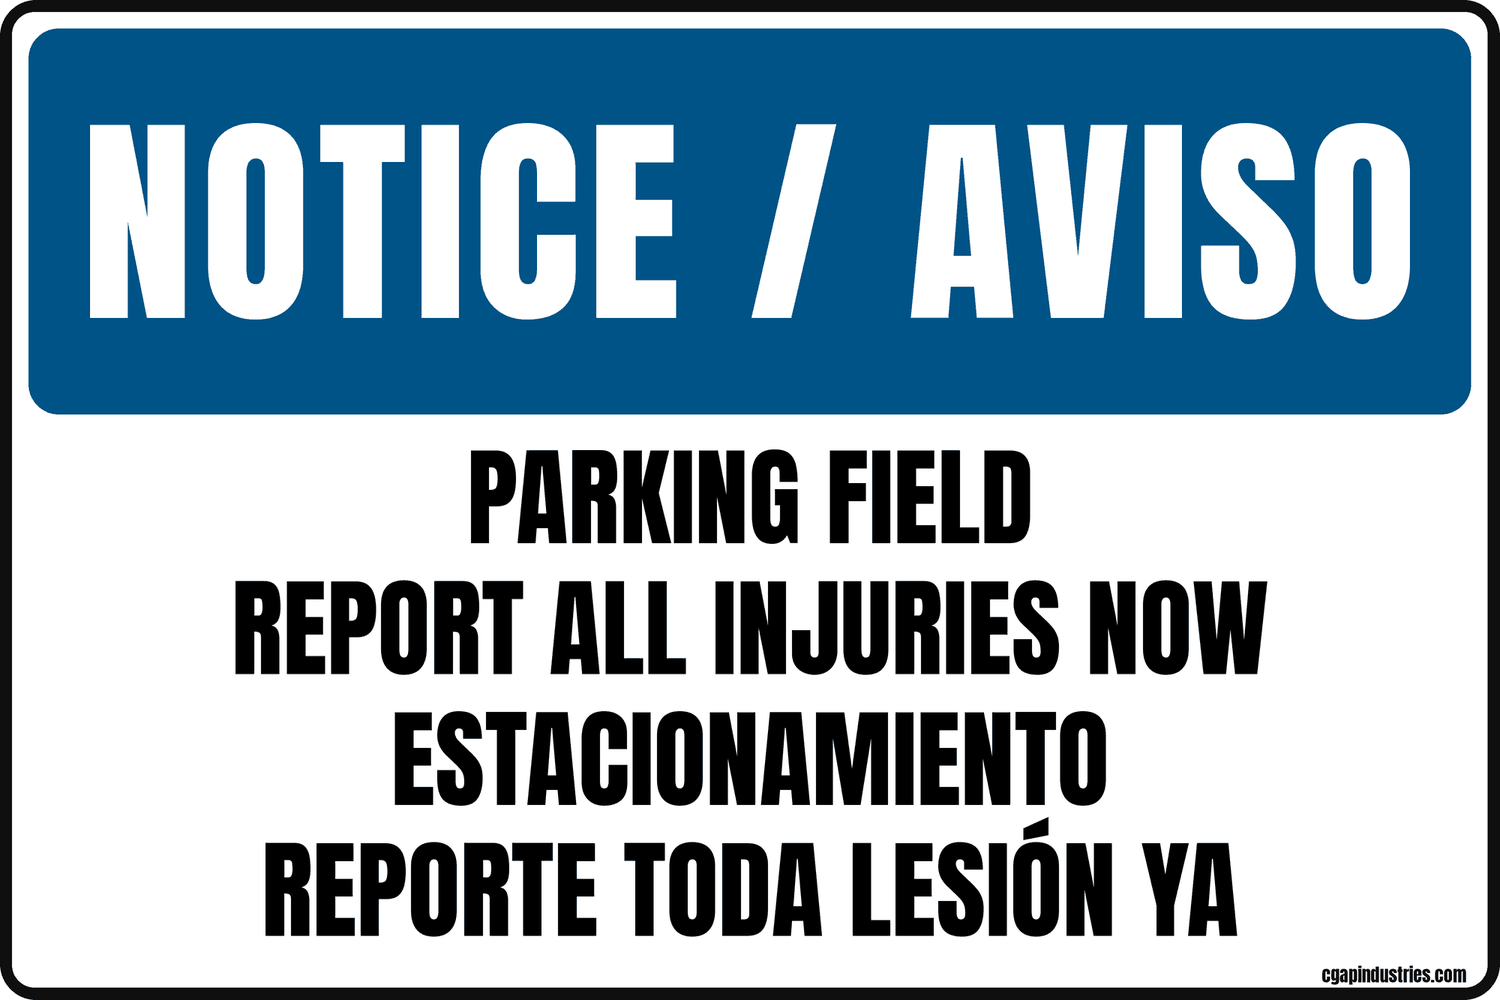 NOTICE / AVISO
PARKING FIELD
REPORT ALL INJURIES NOW
ESTACIONAMIENTO
REPORTE TODA LESIÓN YA
cgapindustries.com